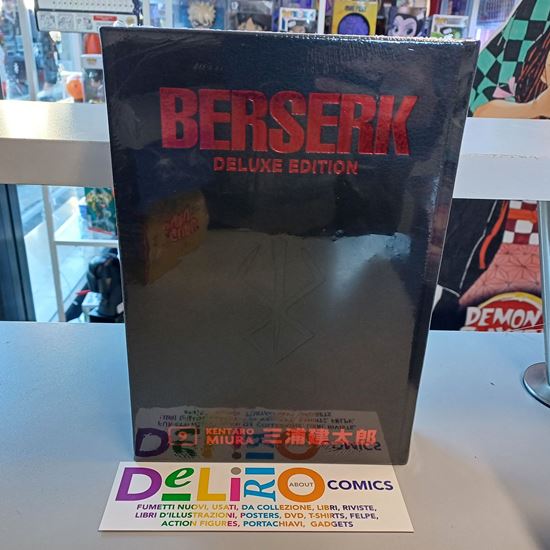 BERSERK
DELUXE EDITION
9 KENTARO MIURA 三浦建太郎
DELIRIO ABOUT COMICS
FUMETTI NUOVI, USATI, DA COLLEZIONE, LIBRI, RIVISTE,
LIBRI D'ILLUSTRAZIONI, POSTERS, DVD, T-SHIRTS, FELPE,
ACTION FIGURES, PORTACHIAVI, GADGETS
DEMON